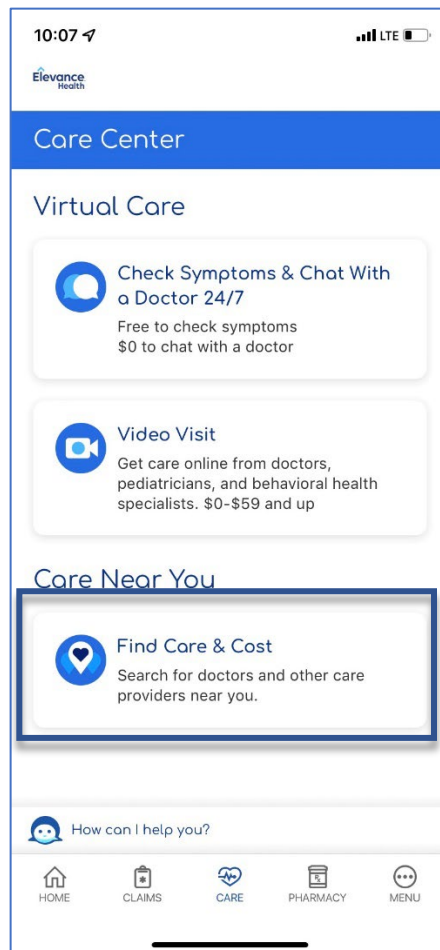 10:07
LTE
Elevance
Health
Care Center
Virtual Care
Check Symptoms & Chat With
a Doctor 24/7
Free to check symptoms
$0 to chat with a doctor
Video Visit
Get care online from doctors,
pediatricians, and behavioral health
specialists. $0-$59 and up
Care Near You
Find Care & Cost
Search for doctors and other care
providers near you.
How can I help you?
HOME CLAIMS CARE PHARMACY MENU